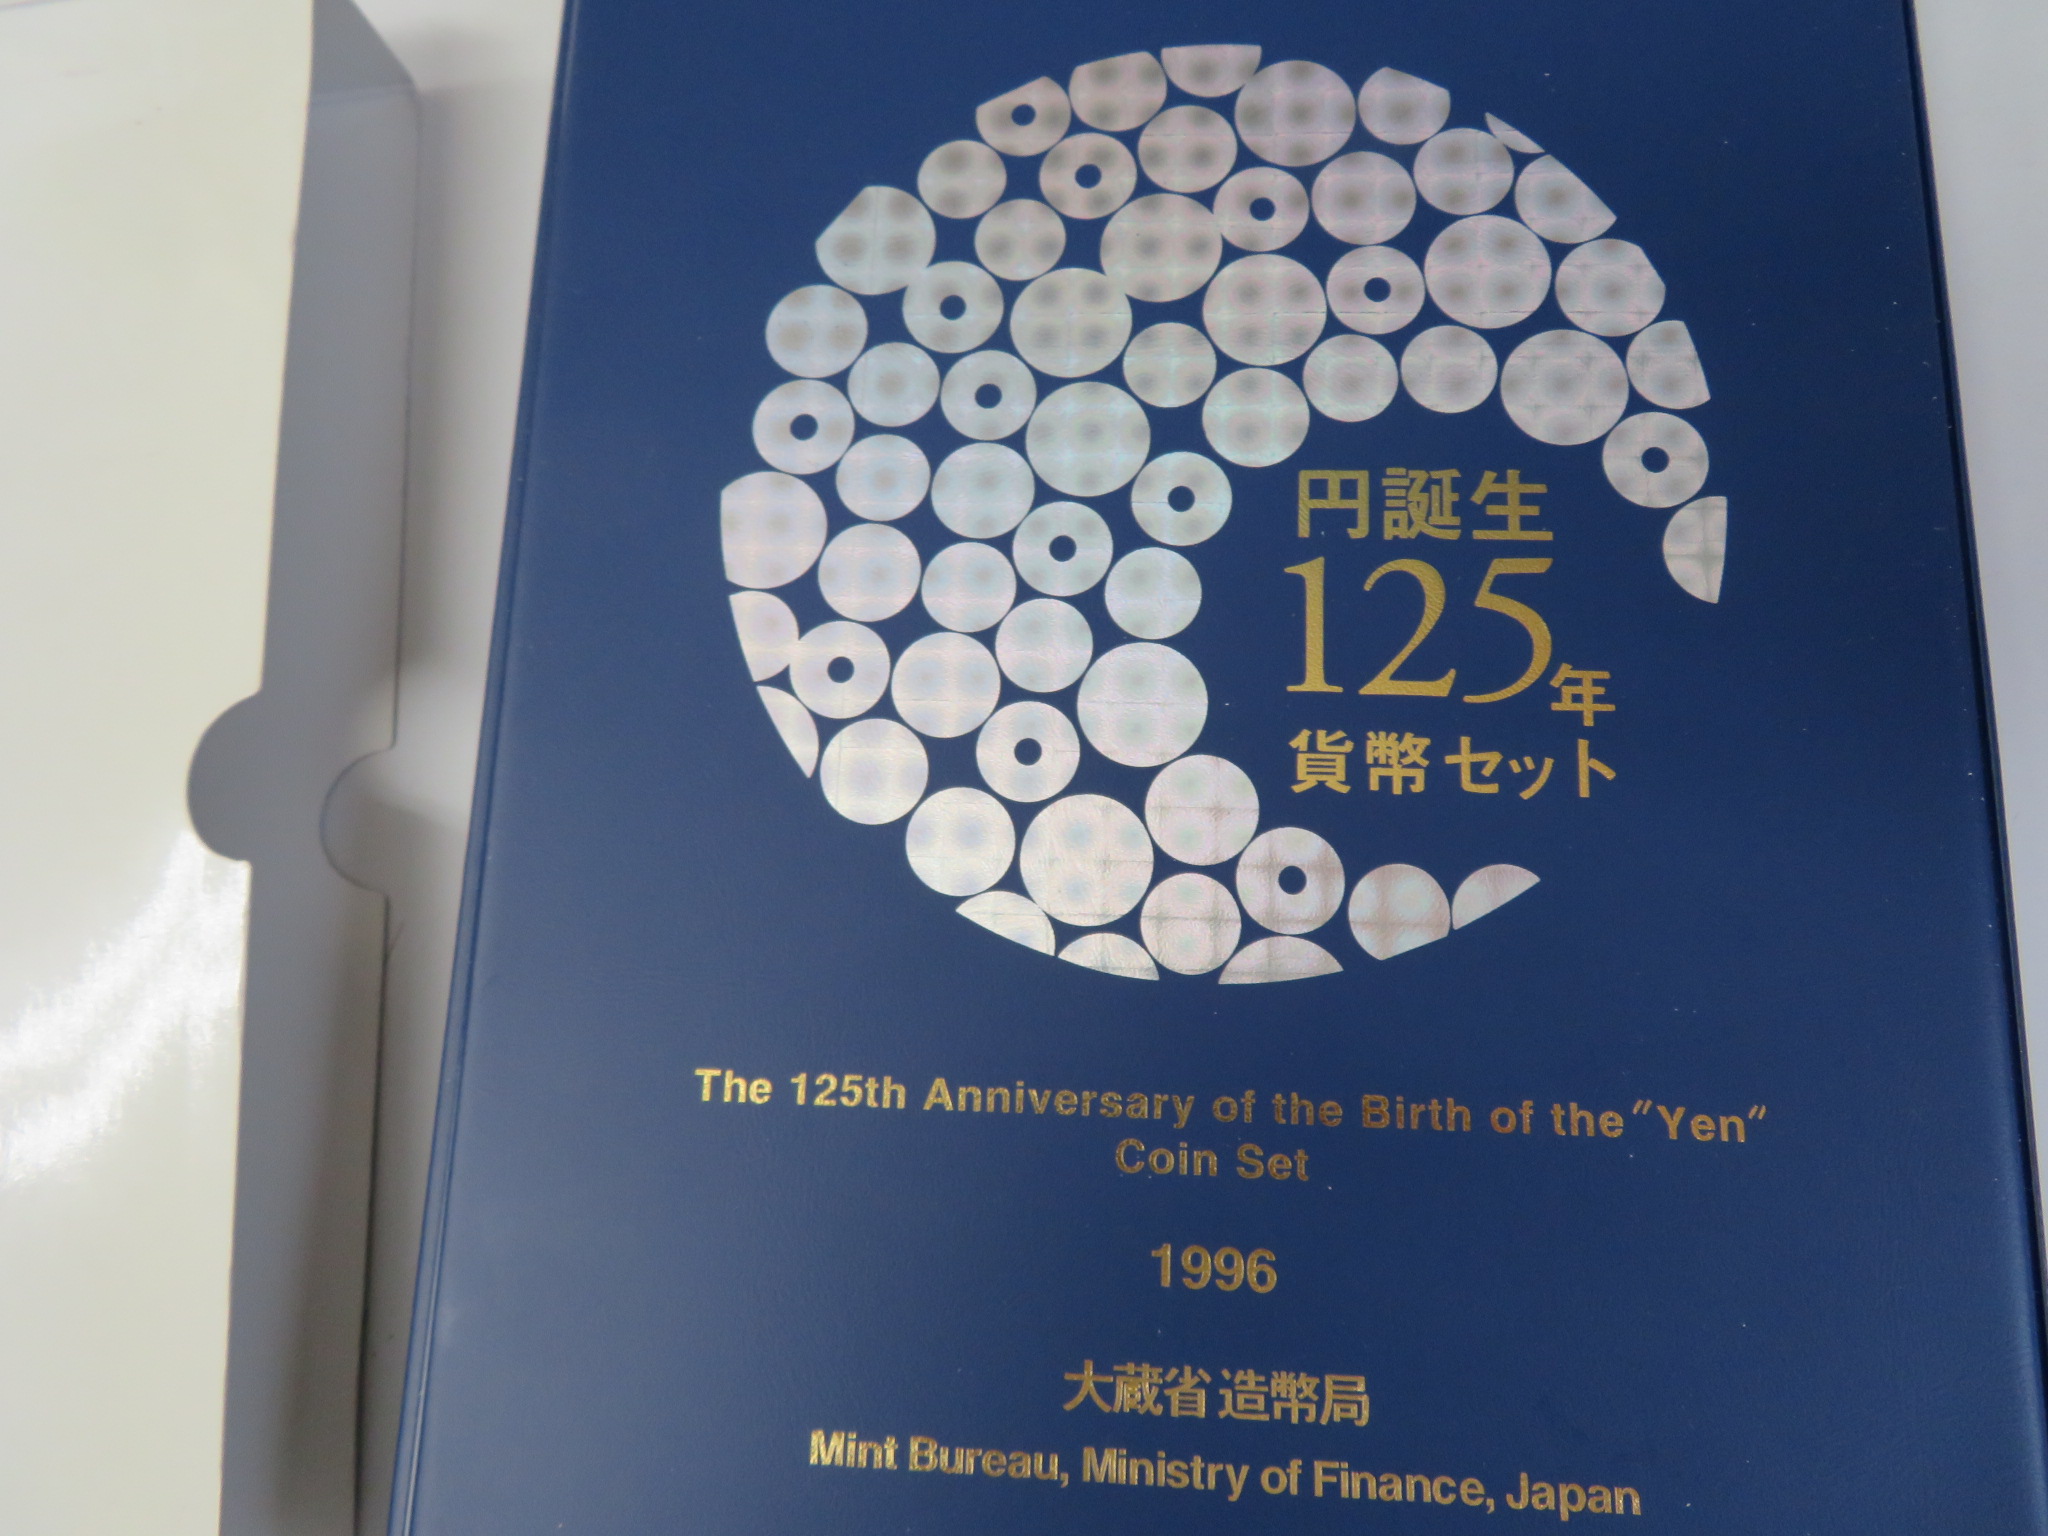 円誕生
125年
貨幣セット
The 125th Anniversary of the Birth of the "Yen"
Coin Set
1996
大蔵省 造幣局
Mint Bureau, Ministry of Finance, Japan